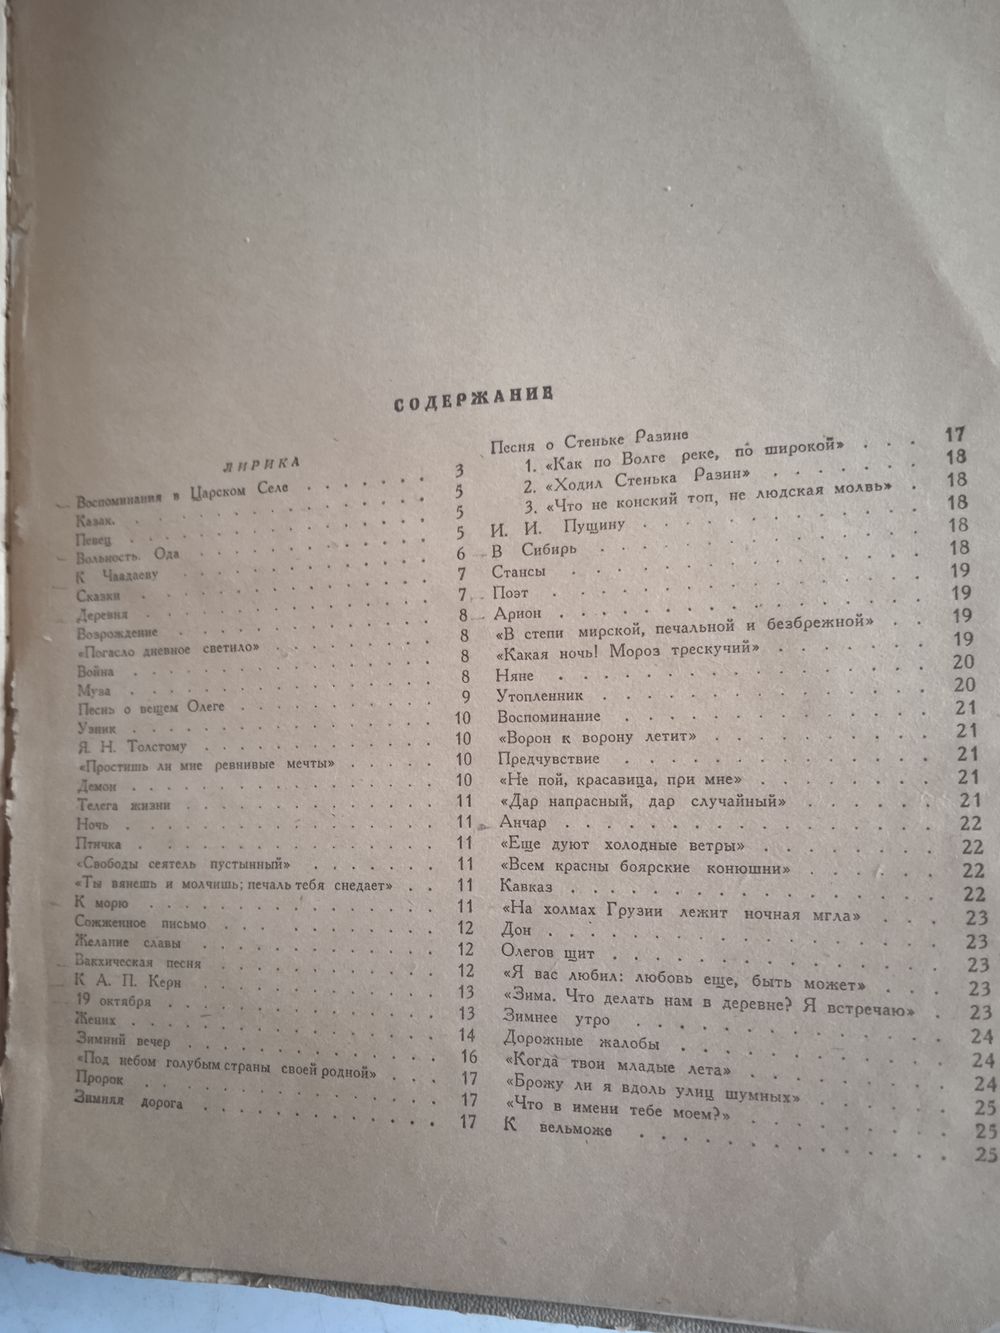 СОДЕРЖАНИЕ
ЛИРИКА
Воспоминания в Царском Селе . . . . . . 3
Казак. . . . . . . 5
Певец . . . . . . 5
Вольность. Ода . . . . . . 5
К Чаадаеву . . . . . . 6
Сказки . . . . . . 7
Деревня . . . . . . 7
Возрождение . . . . . . 8
«Погасло дневное светило» . . . . . . 8
Война . . . . . . 8
Муза . . . . . . 8
Песнь о вещем Олеге . . . . . . 9
Узник . . . . . . 10
Я. Н. Толстому . . . . . . 10
«Простишь ли мне ревнивые мечты» . . . . . 10
Демон . . . . . . 10
Телега жизни . . . . . . 11
Ночь . . . . . . 11
Птичка . . . . . . 11
«Свободы сеятель пустынный» . . . . . . 11
«Ты вянешь и молчишь; печаль тебя снедает» . . 11
К морю . . . . . . 11
Сожженное письмо . . . . . . 12
Желание славы . . . . . . 12
Вакхическая песня . . . . . . 12
К А. П. Керн . . . . . . 13
19 октября . . . . . . 13
Жених . . . . . . 14
Зимний вечер . . . . . . 16
«Под небом голубым страны своей родной» . . . 17
Пророк . . . . . . 17
Зимняя дорога . . . . . . 17
Песня о Стеньке Разине
1. «Как по Волге реке, по широкой» . . . 17
2. «Ходил Стенька Разин» . . . . . . 18
3. «Что не конский топ, не людская молвь» . 18
И. И. Пущину . . . . . . 18
В Сибирь . . . . . . 18
Стансы . . . . . . 18
Поэт . . . . . . 19
Арион . . . . . . 19
«В степи мирской, печальной и безбрежной» . . 19
«Какая ночь! Мороз трескучий» . . . . . . 19
Няне . . . . . . 20
Утопленник . . . . . . 20
Воспоминание . . . . . . 21
«Ворон к ворону летит» . . . . . . 21
Предчувствие . . . . . . 21
«Не пой, красавица, при мне» . . . . . . 21
«Дар напрасный, дар случайный» . . . . . . 21
Анчар . . . . . . 22
«Еще дуют холодные ветры» . . . . . . 22
«Всем красны боярские конюшни» . . . . . . 22
Кавказ . . . . . . 22
«На холмах Грузии лежит ночная мгла» . . . 23
Дон . . . . . . 23
Олегов щит . . . . . . 23
«Я вас любил: любовь еще, быть может» . . . 23
«Зима. Что делать нам в деревне? Я встречаю» . 23
Зимнее утро . . . . . . 24
Дорожные жалобы . . . . . . 24
«Когда твои младые лета» . . . . . . 24
«Брожу ли я вдоль улиц шумных» . . . . . 25
«Что в имени тебе моем?» . . . . . . 25
К вельможе . . . . . . 25